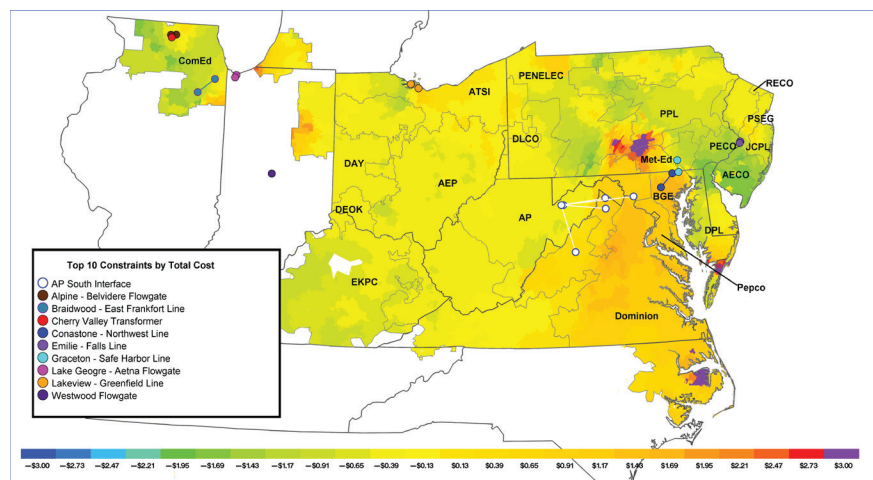 ComEd
PENELEC
ATSI
RECO
PPL
PSEG
DLCO
PECO
JCPL
Met-Ed
DAY
AEP
AECO
DEOK
BGE
AP
DPL
EKPC
Pepco
Dominion
Top 10 Constraints by Total Cost
AP South Interface
Alpine - Belvidere Flowgate
Braidwood - East Frankfort Line
Cherry Valley Transformer
Conastone - Northwest Line
Emilie - Falls Line
Graceton - Safe Harbor Line
Lake Geogre - Aetna Flowgate
Lakeview - Greenfield Line
Westwood Flowgate
–$3.00 –$2.73 –$2.47 –$2.21 –$1.95 –$1.69 –$1.43 –$1.17 –$0.91 –$0.65 –$0.39 –$0.13 $0.13 $0.39 $0.65 $0.91 $1.17 $1.43 $1.69 $1.95 $2.21 $2.47 $2.73 $3.00